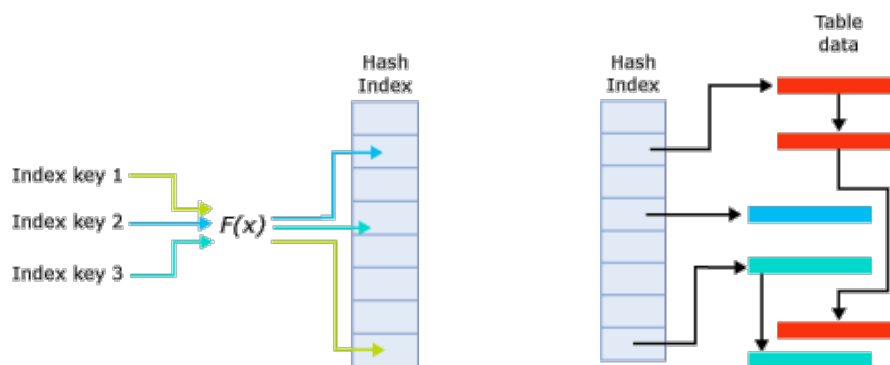 Hash
Index
Index key 1
Index key 2
Index key 3
F(x)
Hash
Index
Table
data